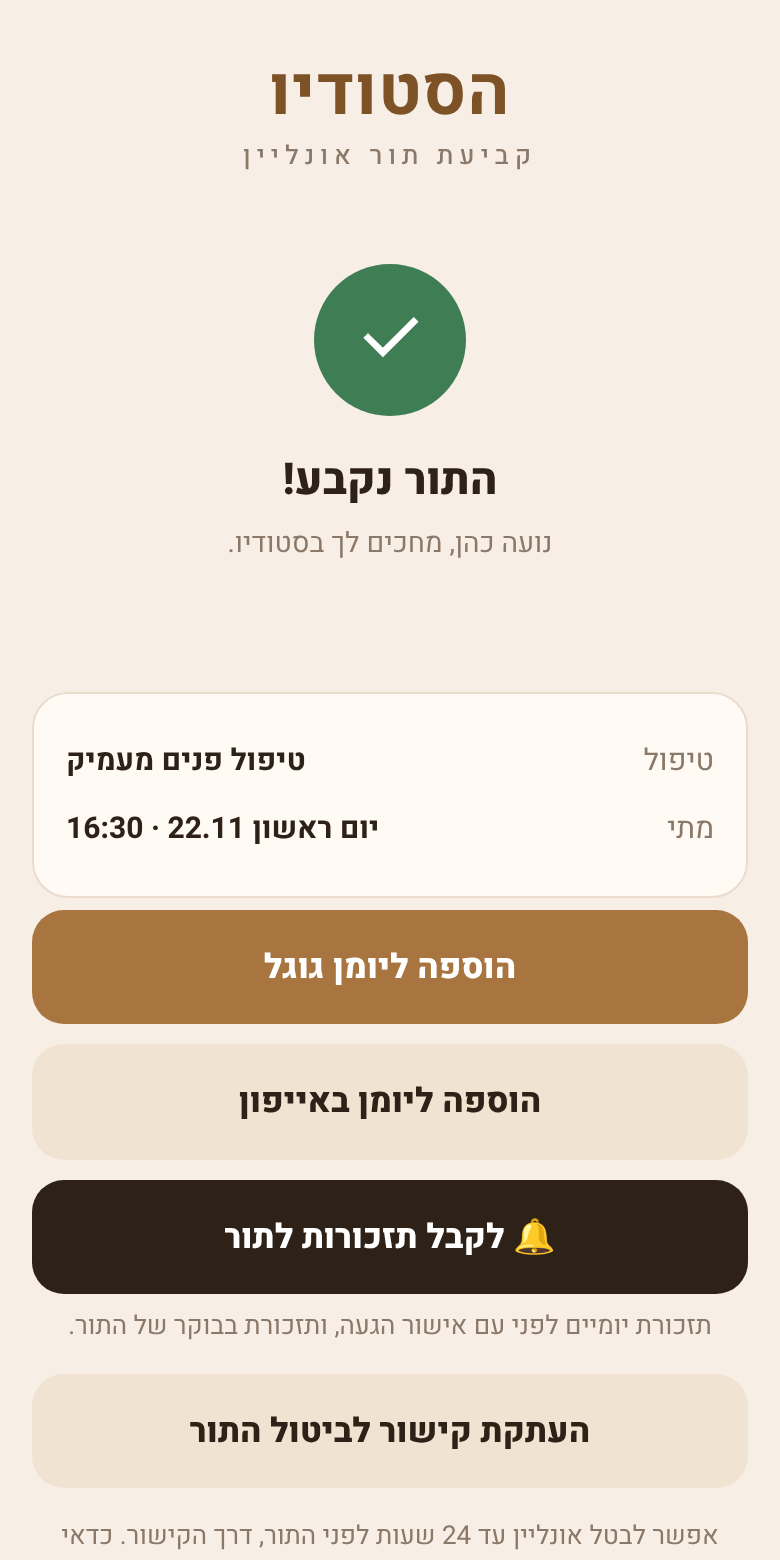 הסטודיו
קביעת תור אונליין
התור נקבע!
נועה כהן, מחכים לך בסטודיו.
טיפול טיפול פנים מעמיק
מתי יום ראשון 22.11 · 16:30
הוספה ליומן גוגל
הוספה ליומן באייפון
🔔 לקבל תזכורות לתור
תזכורת יומיים לפני עם אישור הגעה, ותזכורת בבוקר של התור.
העתקת קישור לביטול התור
אפשר לבטל אונליין עד 24 שעות לפני התור, דרך הקישור. כדאי